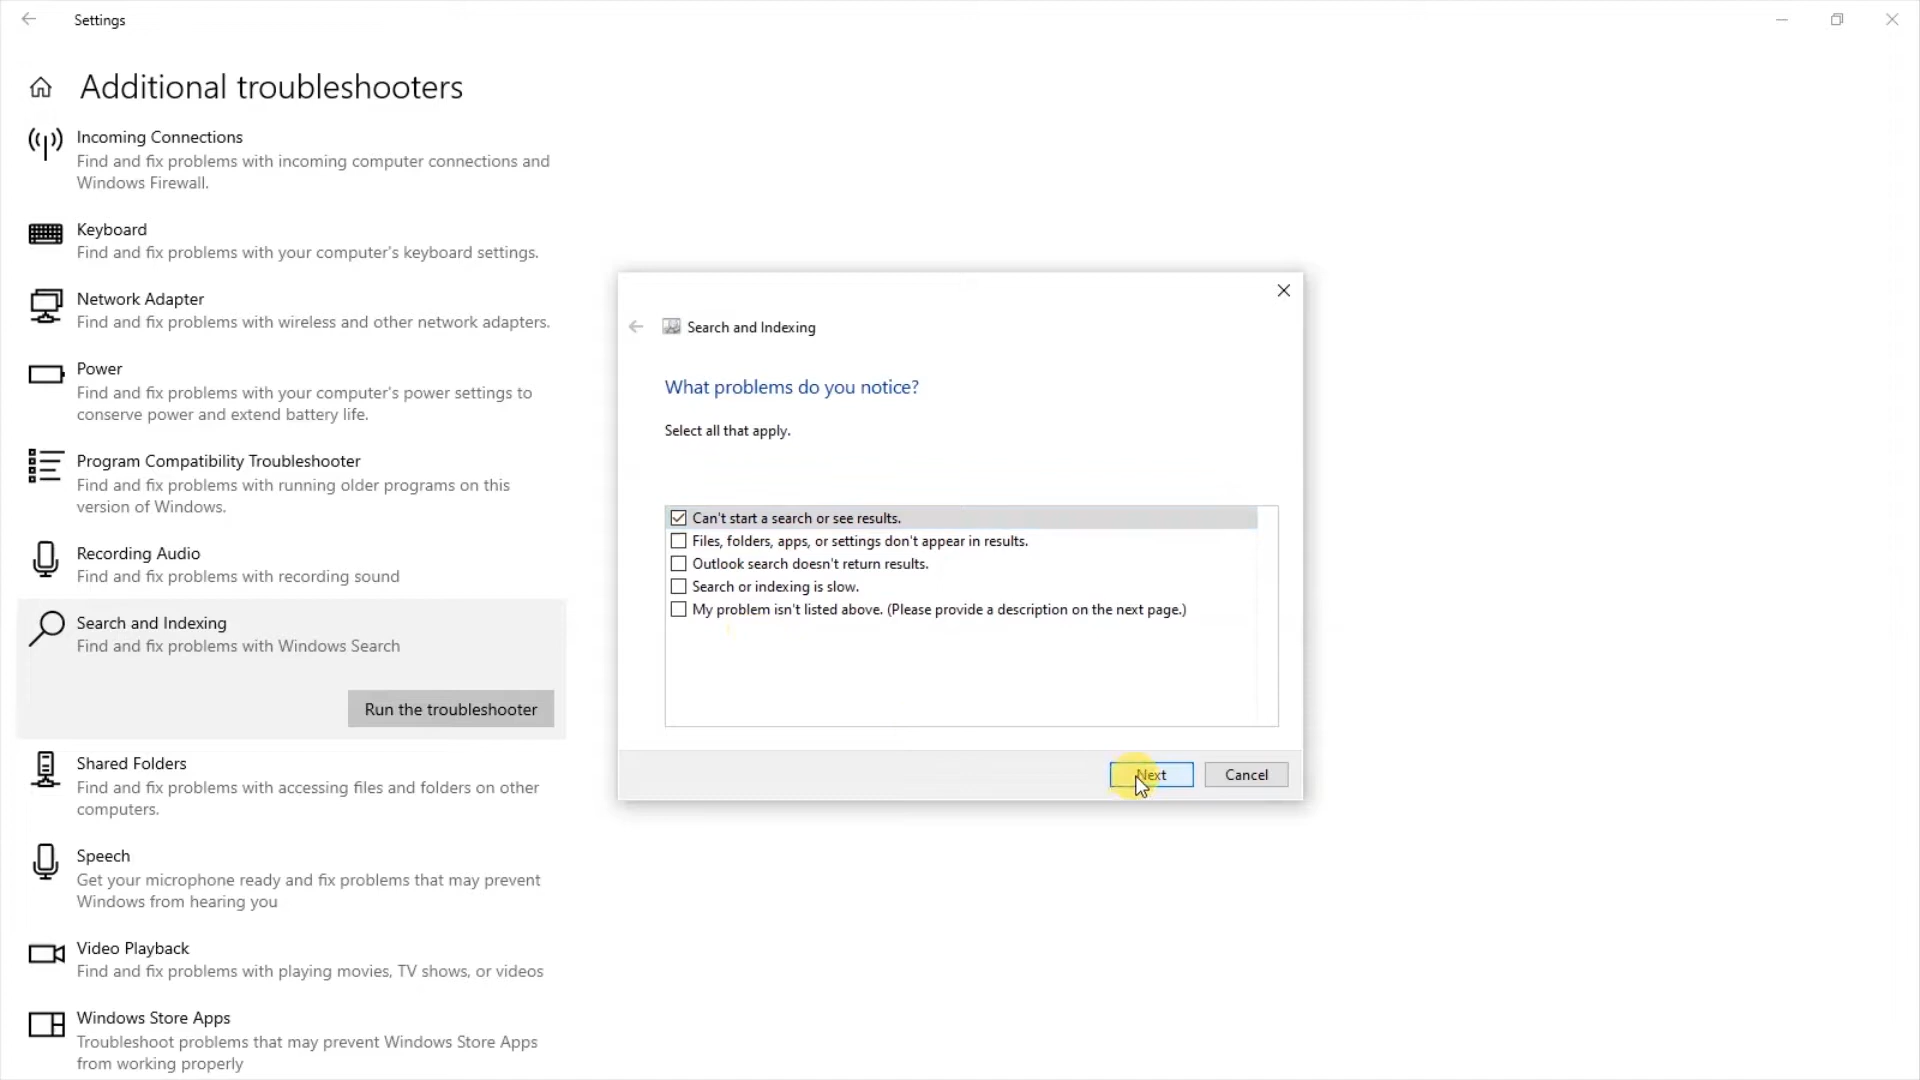 Settings
Additional troubleshooters
Incoming Connections
Find and fix problems with incoming computer connections and
Windows Firewall.
Keyboard
Find and fix problems with your computer's keyboard settings.
Network Adapter
Find and fix problems with wireless and other network adapters.
Power
Find and fix problems with your computer's power settings to
conserve power and extend battery life.
Program Compatibility Troubleshooter
Find and fix problems with running older programs on this
version of Windows.
Recording Audio
Find and fix problems with recording sound
Search and Indexing
Find and fix problems with Windows Search
Run the troubleshooter
Shared Folders
Find and fix problems with accessing files and folders on other
computers.
Speech
Get your microphone ready and fix problems that may prevent
Windows from hearing you
Video Playback
Find and fix problems with playing movies, TV shows, or videos
Windows Store Apps
Troubleshoot problems that may prevent Windows Store Apps
from working properly
Search and Indexing
What problems do you notice?
Select all that apply.
Can't start a search or see results.
Files, folders, apps, or settings don't appear in results.
Outlook search doesn't return results.
Search or indexing is slow.
My problem isn't listed above. (Please provide a description on the next page.)
Next
Cancel